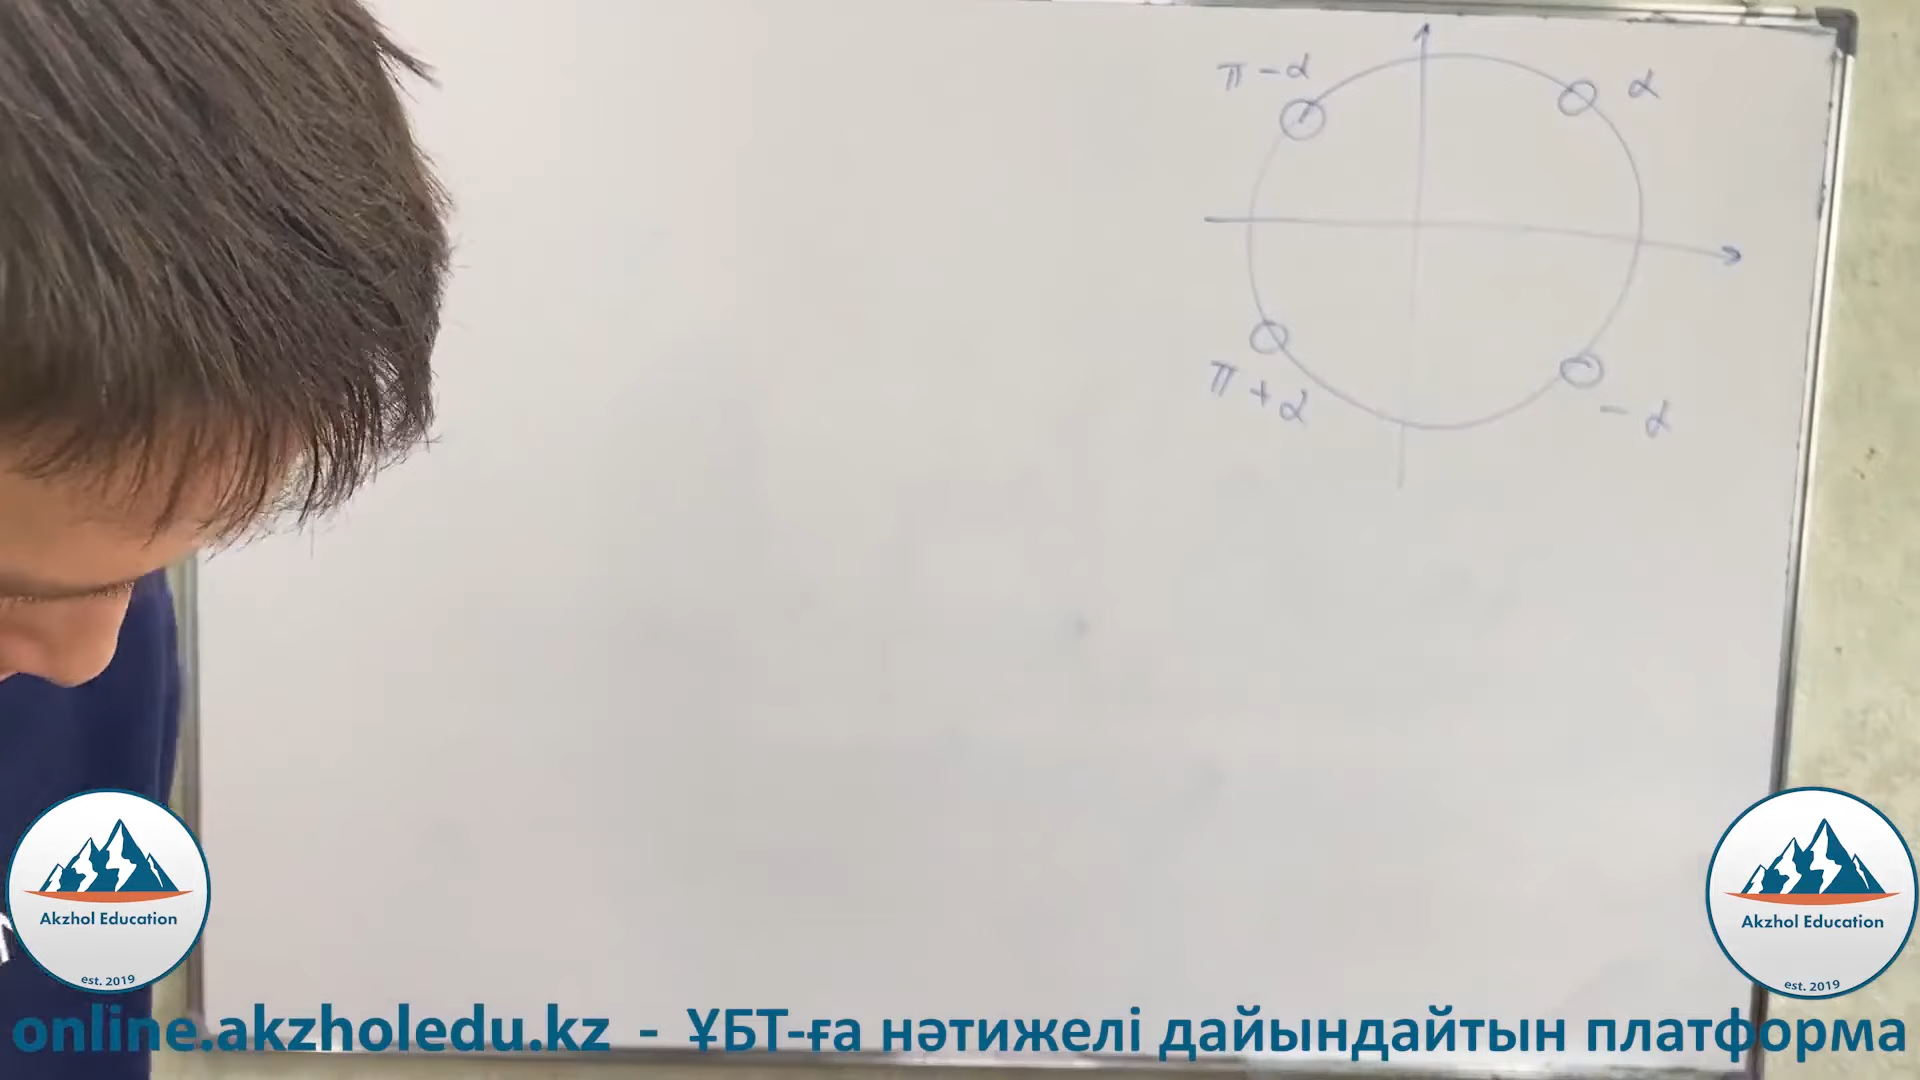 π - α
α
π + α
- α
Akzhol Education
est. 2019
Akzhol Education
est. 2019
online.akzholedu.kz - ҰБТ-ға нәтижелі дайындайтын платформа